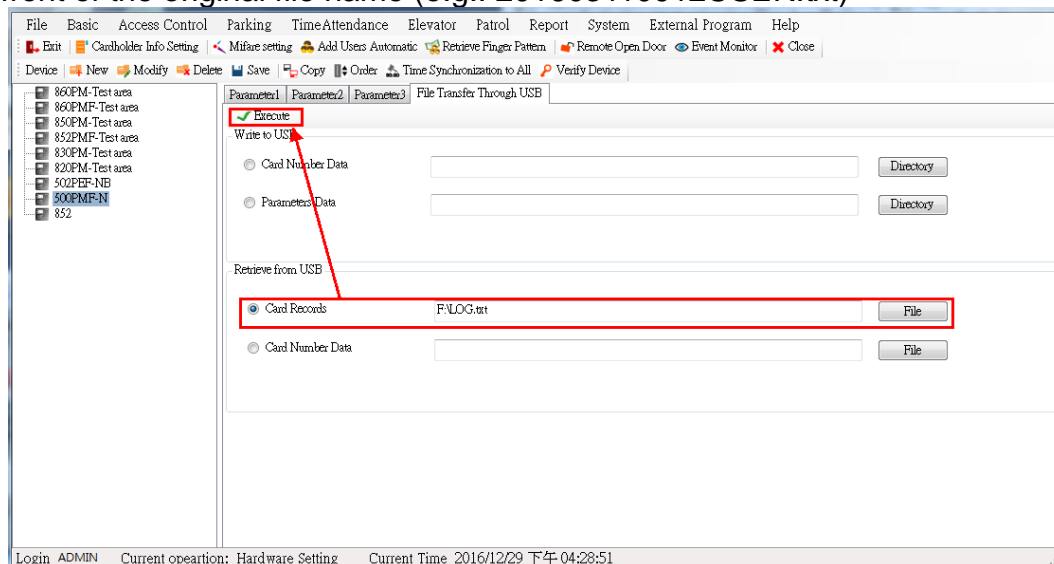 File Basic Access Control Parking TimeAttendance Elevator Patrol Report System External Program Help
Exit Cardholder Info Setting Mifare setting Add Users Automatic Retrieve Finger Pattern Remote Open Door Event Monitor Close
Device New Modify Delete Save Copy Order Time Synchronization to All Verify Device
860PM-Test area
860PMF-Test area
850PM-Test area
852PMF-Test area
830PM-Test area
820PM-Test area
502PEF-NB
500PMF-N
852
Parameter1 Parameter2 Parameter3 File Transfer Through USB
Execute
Write to USB
Card Number Data Directory
Parameters Data Directory
Retrieve from USB
Card Records F:\LOG.txt File
Card Number Data File
Login ADMIN Current opeartion: Hardware Setting Current Time 2016/12/29 下午 04:28:51